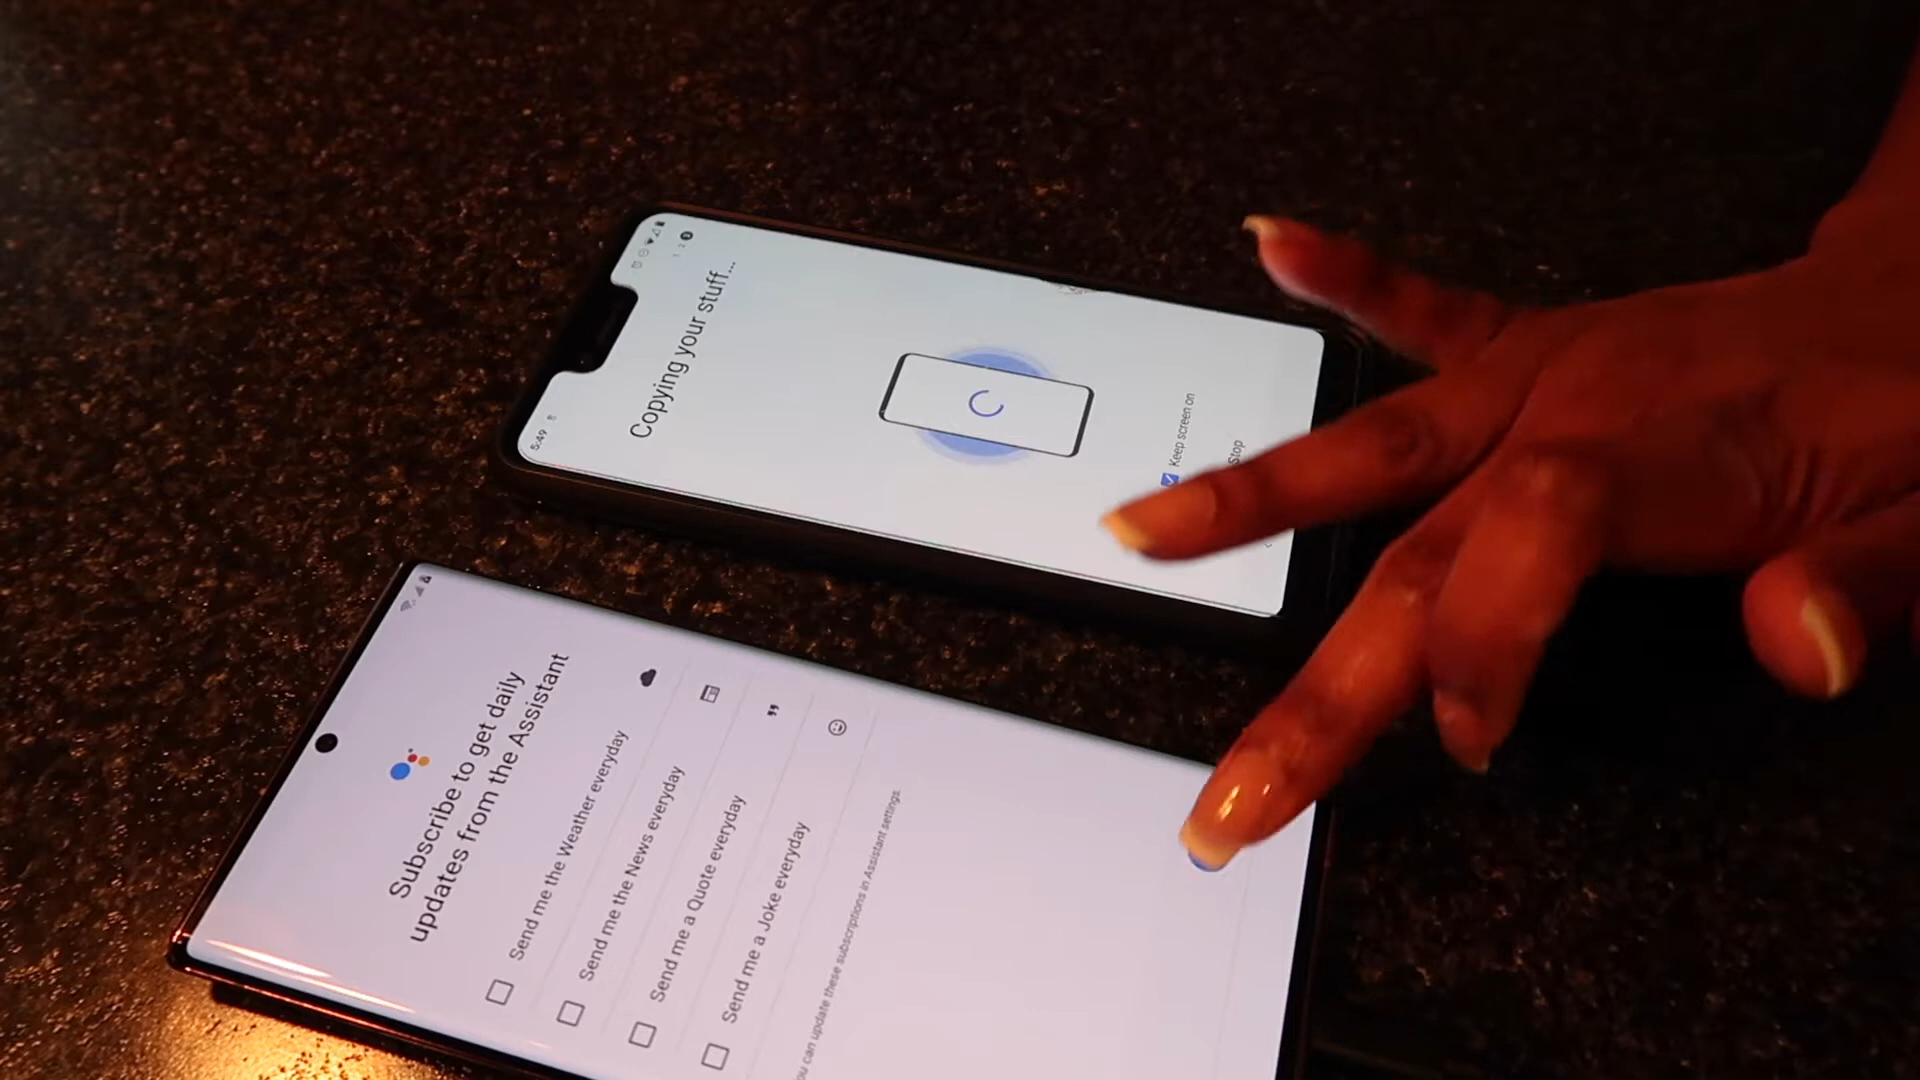 5:49
Copying your stuff...
Keep screen on
Stop
Subscribe to get daily
updates from the Assistant
Send me the Weather everyday
Send me the News everyday
Send me a Quote everyday
Send me a Joke everyday
can update these subscriptions in Assistant settings.